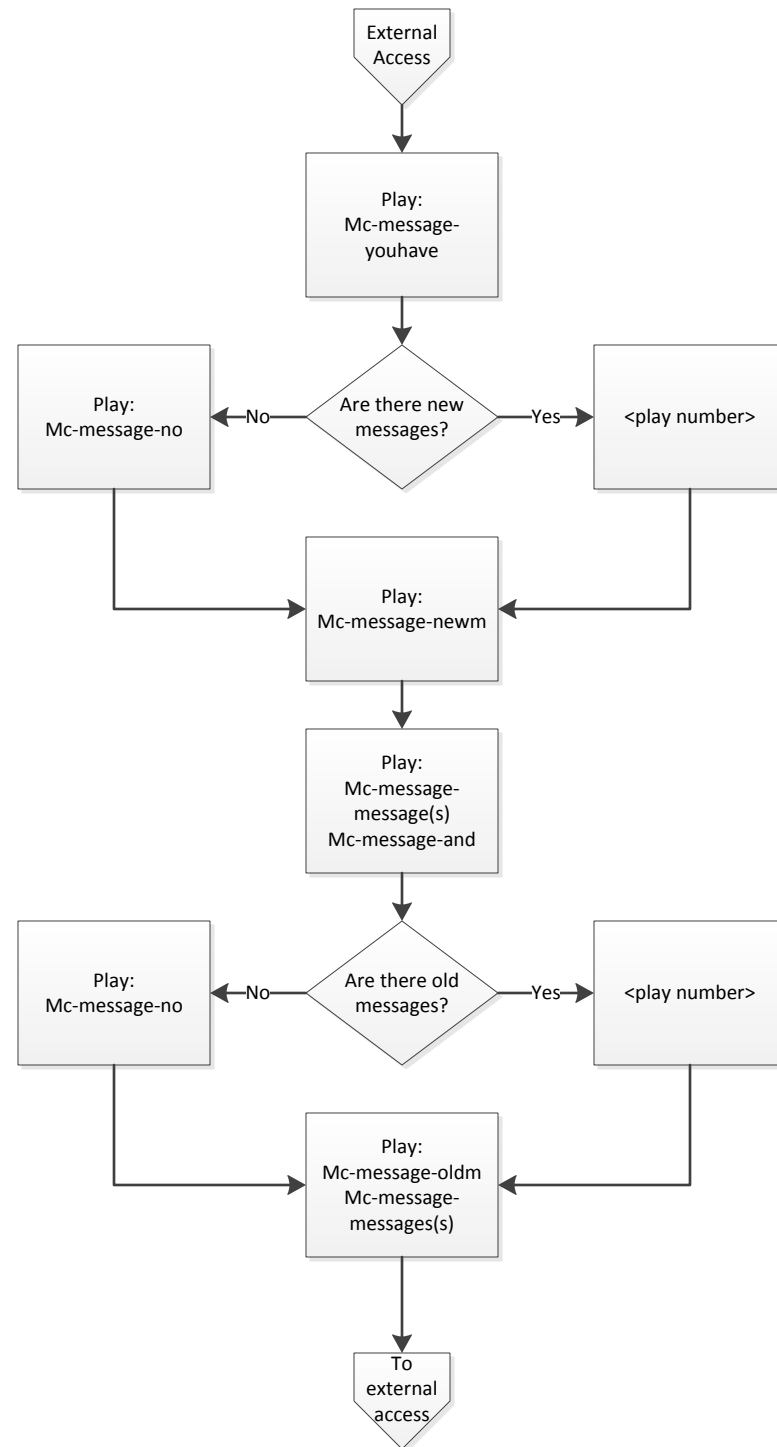 External
Access
Play:
Mc-message-
youhave
Play:
Mc-message-no
No
Are there new
messages?
Yes
<play number>
Play:
Mc-message-newm
Play:
Mc-message-
message(s)
Mc-message-and
Play:
Mc-message-no
No
Are there old
messages?
Yes
<play number>
Play:
Mc-message-oldm
Mc-message-
messages(s)
To
external
access